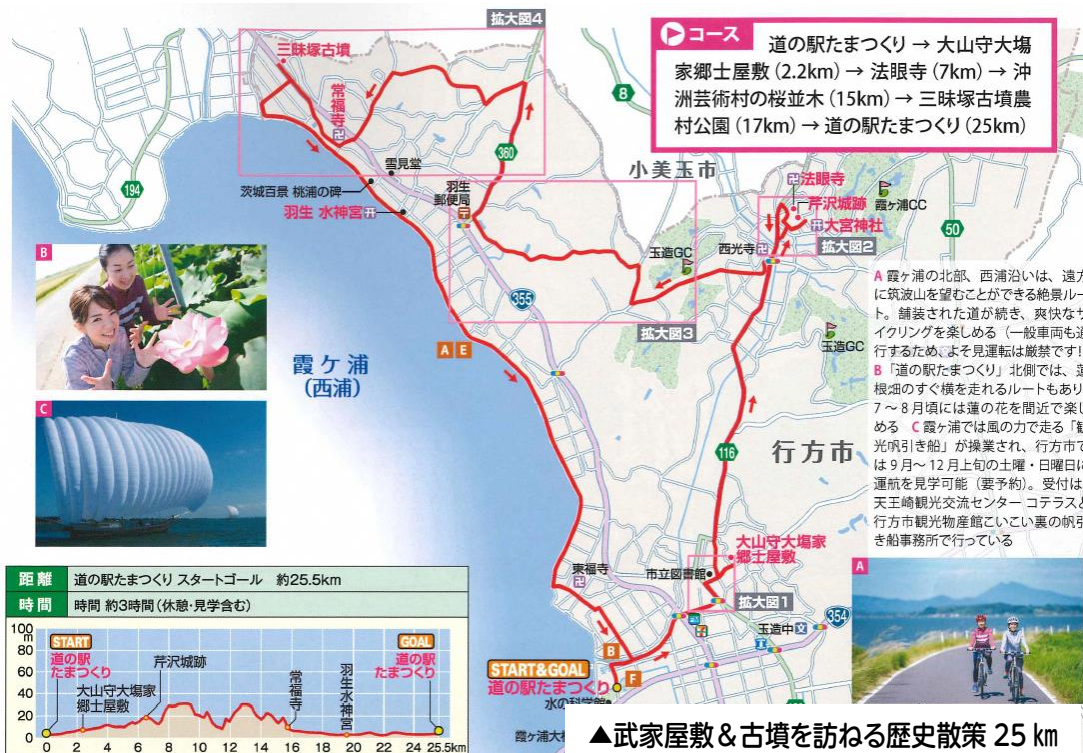 拡大図4
三昧塚古墳
常福寺
雪見堂
茨城百景 桃浦の碑
羽生 水神宮
羽生
郵便局
194
360
8
50
355
116
354
▶コース
道の駅たまつくり → 大山守大場
家郷士屋敷 (2.2km) → 法眼寺 (7km) → 沖
洲芸術村の桜並木 (15km) → 三昧塚古墳農
村公園 (17km) → 道の駅たまつくり (25km)
小美玉市
法眼寺
芹沢城跡
大宮神社
霞ヶ浦CC
拡大図2
西光寺
玉造GC
拡大図3
玉造GC
行方市
霞ケ浦
(西浦)
A E
B
C
A 霞ヶ浦の北部、西浦沿いは、遠方
に筑波山を望むことができる絶景ルー
ト。舗装された道が続き、爽快なサ
イクリングを楽しめる（一般車両も通
行するため、よそ見運転は厳禁です!
B 「道の駅たまつくり」北側では、蓮
根畑のすぐ横を走れるルートもあり
7〜8月頃には蓮の花を間近で楽し
める C 霞ヶ浦では風の力で走る「観
光帆引き船」が操業され、行方市で
は9月〜12月上旬の土曜・日曜日に
運航を見学可能（要予約）。受付は
天王崎観光交流センター コテラスと
行方市観光物産館こいこい裏の帆引
き船事務所で行っている
A
大山守大場家
郷士屋敷
市立図書館
拡大図1
玉造中
東福寺
B
F
START&GOAL
道の駅たまつくり
水の科学館
霞ヶ浦大
距離 道の駅たまつくり スタートゴール 約25.5km
時間 時間 約3時間(休憩・見学含む)
100
m
80
60
40
20
0
START
道の駅
たまつくり
大山守大場家
郷士屋敷
芹沢城跡
常福寺
羽生水神宮
GOAL
道の駅
たまつくり
0 2 4 6 8 10 12 14 16 18 20 22 24 25.5km
▲武家屋敷＆古墳を訪ねる歴史散策 25 km